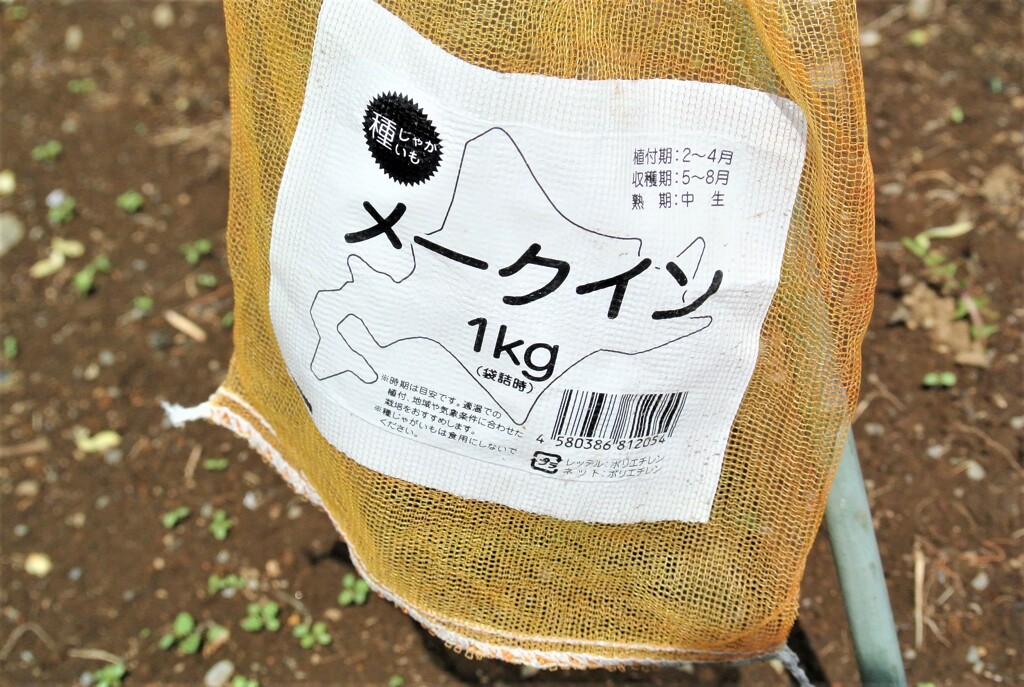 種じゃが
いも
植付期:2～4月
収穫期:5～8月
熟　期:中　生
メークイン
1kg
(袋詰時)
※時期は目安です。適温での
植付、地域や気象条件に合わせた
栽培をおすすめします。
※種じゃがいもは食用にしないで
ください。
4 580386 812054
プラ
レッテル:ポリエチレン
ネット:ポリエチレン